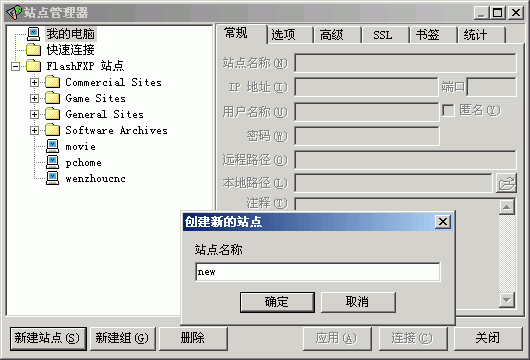 站点管理器
我的电脑
快速连接
FlashFXP 站点
Commercial Sites
Game Sites
General Sites
Software Archives
movie
pchome
wenzhoucnc
常规 选项 高级 SSL 书签 统计
站点名称(N)
IP 地址(I) 端口
用户名称(U) 匿名(Y)
密码(W)
远程路径(O)
本地路径(L)
注释(T)
创建新的站点
站点名称
new
确定 取消
新建站点(S) 新建组(G) 删除 应用(A) 连接(C) 关闭